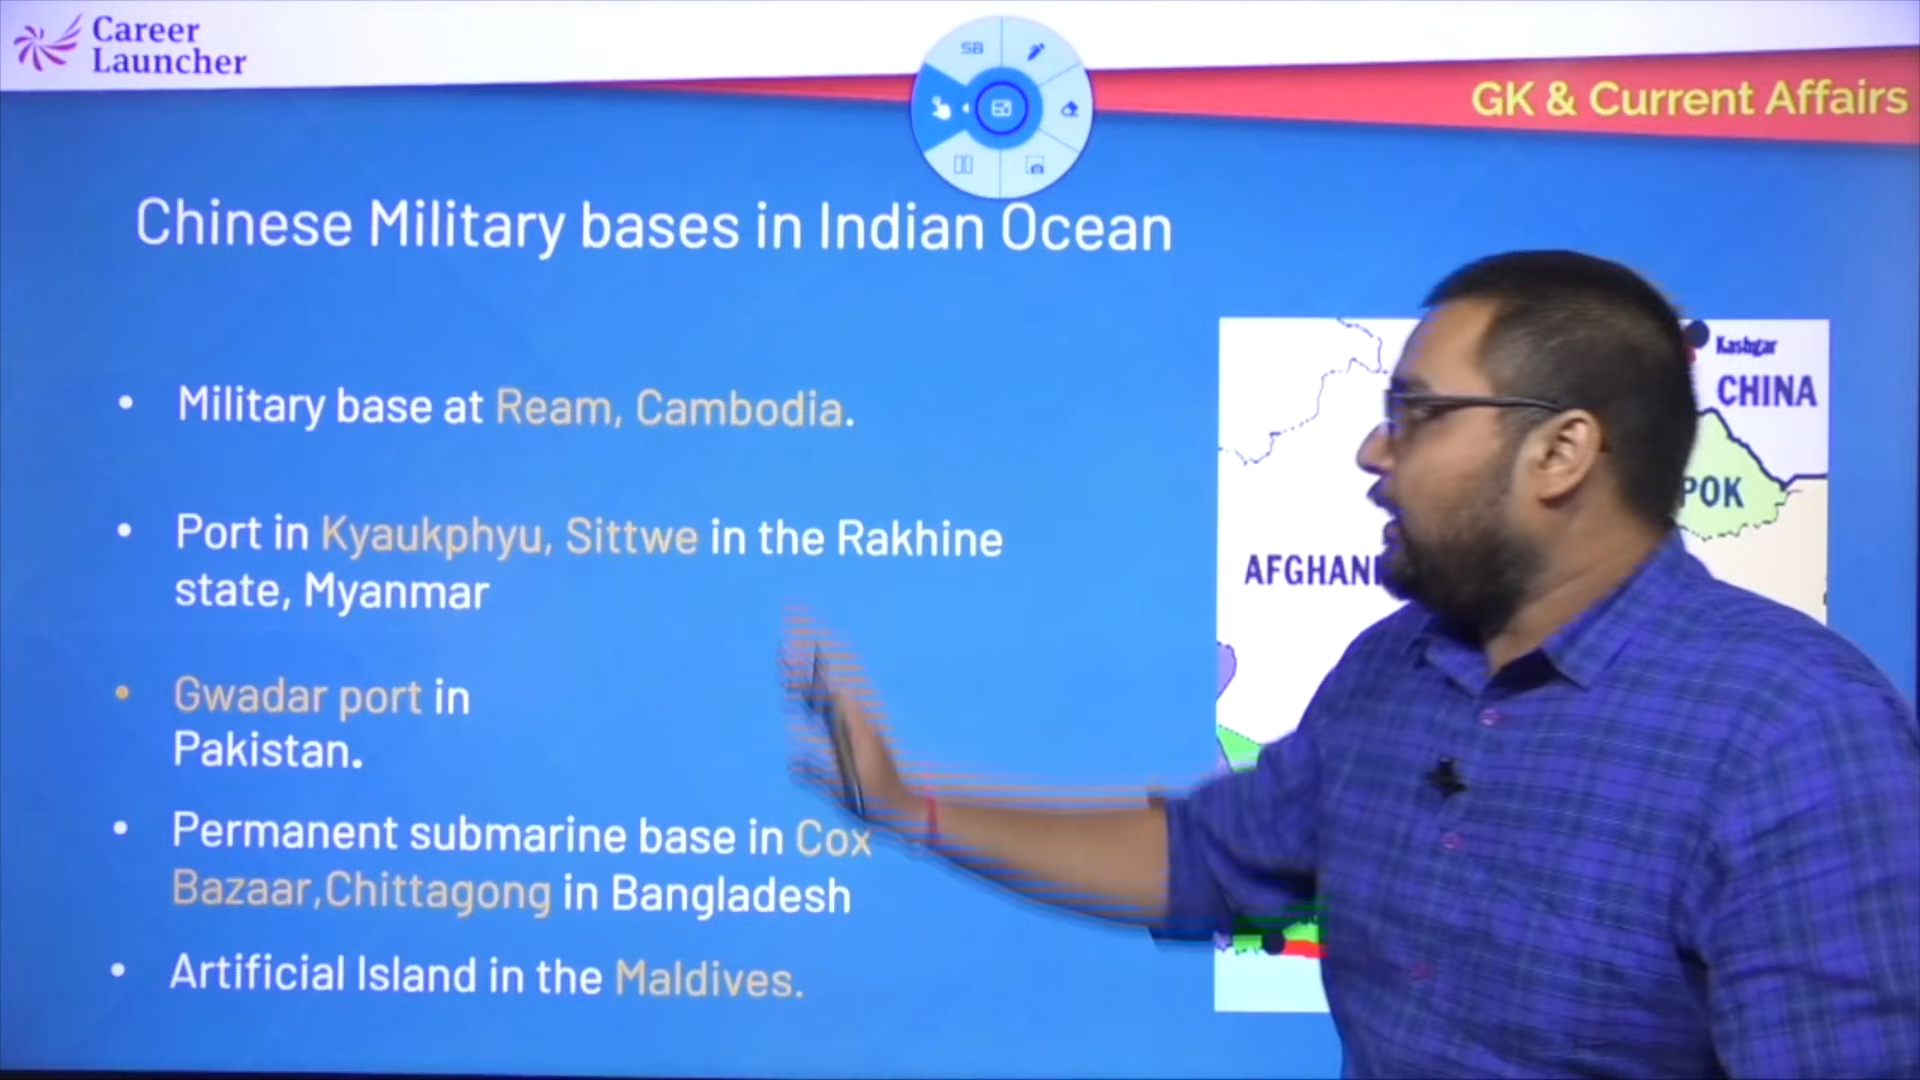 Career
Launcher
SB
GK & Current Affairs
Chinese Military bases in Indian Ocean
• Military base at Ream, Cambodia.
• Port in Kyaukphyu, Sittwe in the Rakhine
state, Myanmar
• Gwadar port in
Pakistan.
• Permanent submarine base in Cox
Bazaar,Chittagong in Bangladesh
• Artificial Island in the Maldives.
Kashgar
CHINA
POK
AFGHANI